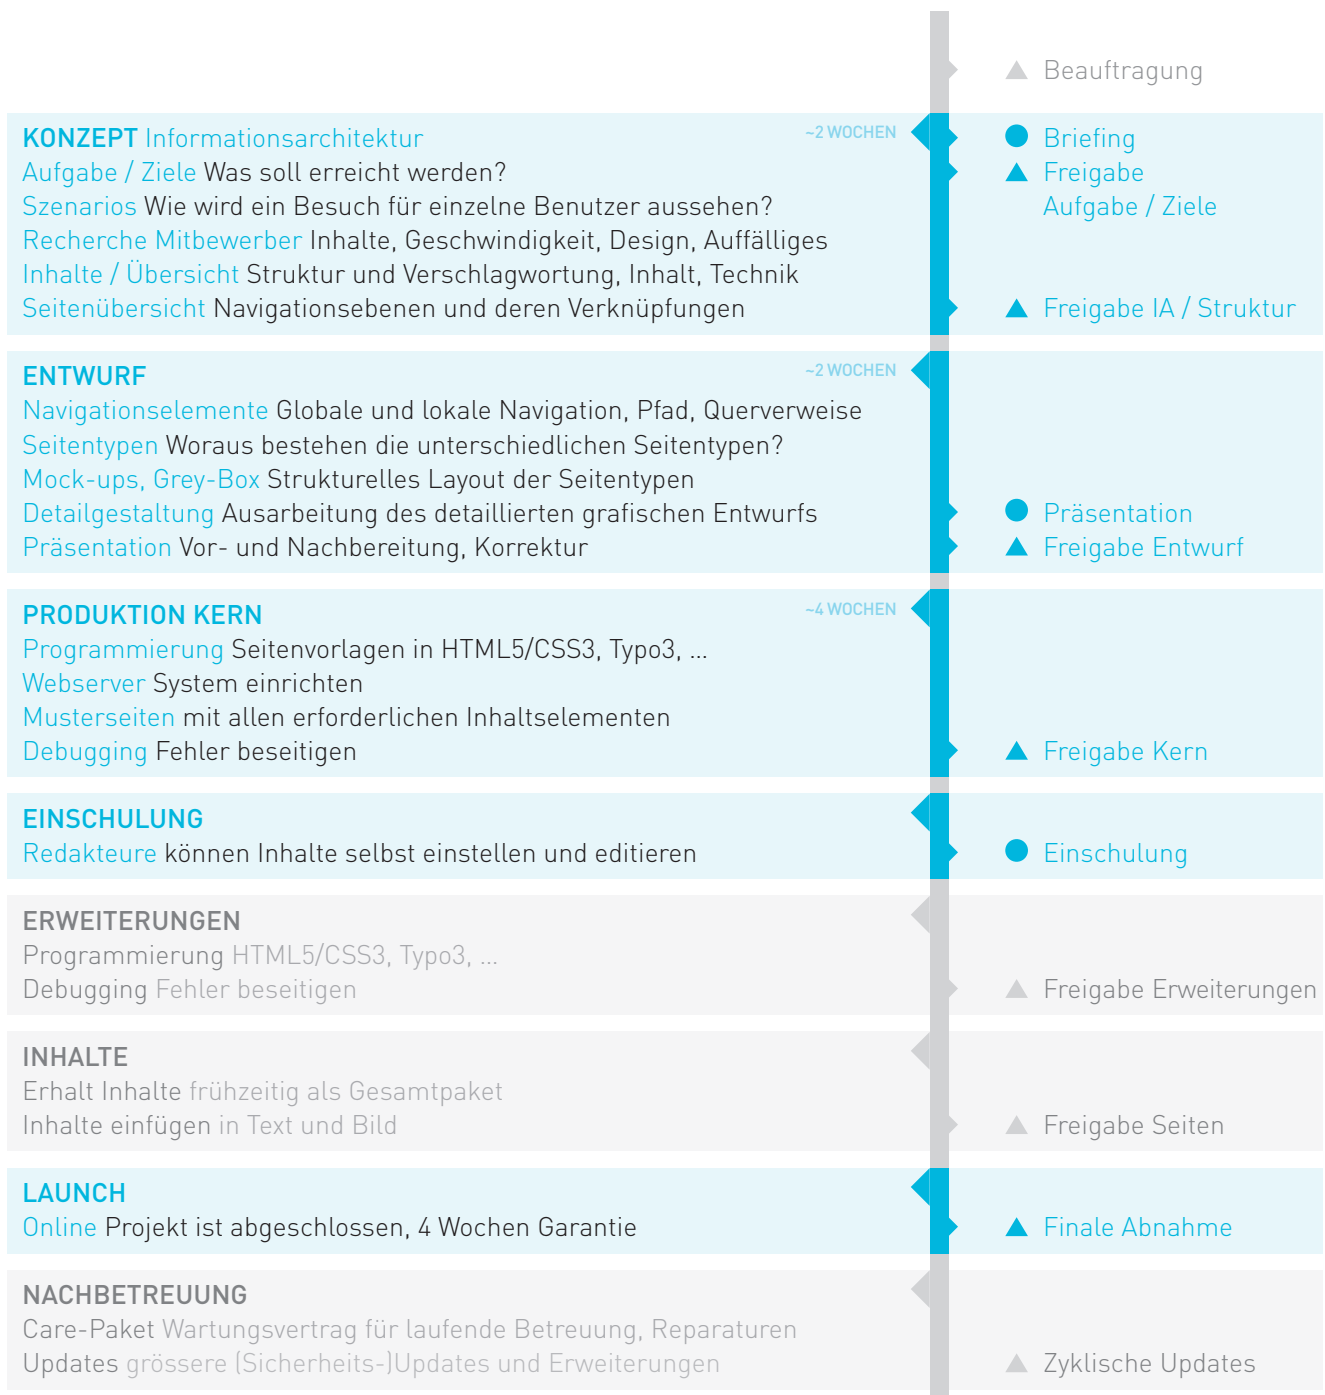 Beauftragung
KONZEPT Informationsarchitektur ~2 WOCHEN Briefing
Aufgabe / Ziele Was soll erreicht werden? Freigabe
Szenarios Wie wird ein Besuch für einzelne Benutzer aussehen? Aufgabe / Ziele
Recherche Mitbewerber Inhalte, Geschwindigkeit, Design, Auffälliges
Inhalte / Übersicht Struktur und Verschlagwortung, Inhalt, Technik
Seitenübersicht Navigationsebenen und deren Verknüpfungen Freigabe IA / Struktur
ENTWURF ~2 WOCHEN
Navigationselemente Globale und lokale Navigation, Pfad, Querverweise
Seitentypen Woraus bestehen die unterschiedlichen Seitentypen?
Mock-ups, Grey-Box Strukturelles Layout der Seitentypen
Detailgestaltung Ausarbeitung des detaillierten grafischen Entwurfs Präsentation
Präsentation Vor- und Nachbereitung, Korrektur Freigabe Entwurf
PRODUKTION KERN ~4 WOCHEN
Programmierung Seitenvorlagen in HTML5/CSS3, Typo3, ...
Webserver System einrichten
Musterseiten mit allen erforderlichen Inhaltselementen
Debugging Fehler beseitigen Freigabe Kern
EINSCHULUNG
Redakteure können Inhalte selbst einstellen und editieren Einschulung
ERWEITERUNGEN
Programmierung HTML5/CSS3, Typo3, ...
Debugging Fehler beseitigen Freigabe Erweiterungen
INHALTE
Erhalt Inhalte frühzeitig als Gesamtpaket
Inhalte einfügen in Text und Bild Freigabe Seiten
LAUNCH
Online Projekt ist abgeschlossen, 4 Wochen Garantie Finale Abnahme
NACHBETREUUNG
Care-Paket Wartungsvertrag für laufende Betreuung, Reparaturen
Updates grössere (Sicherheits-)Updates und Erweiterungen Zyklische Updates